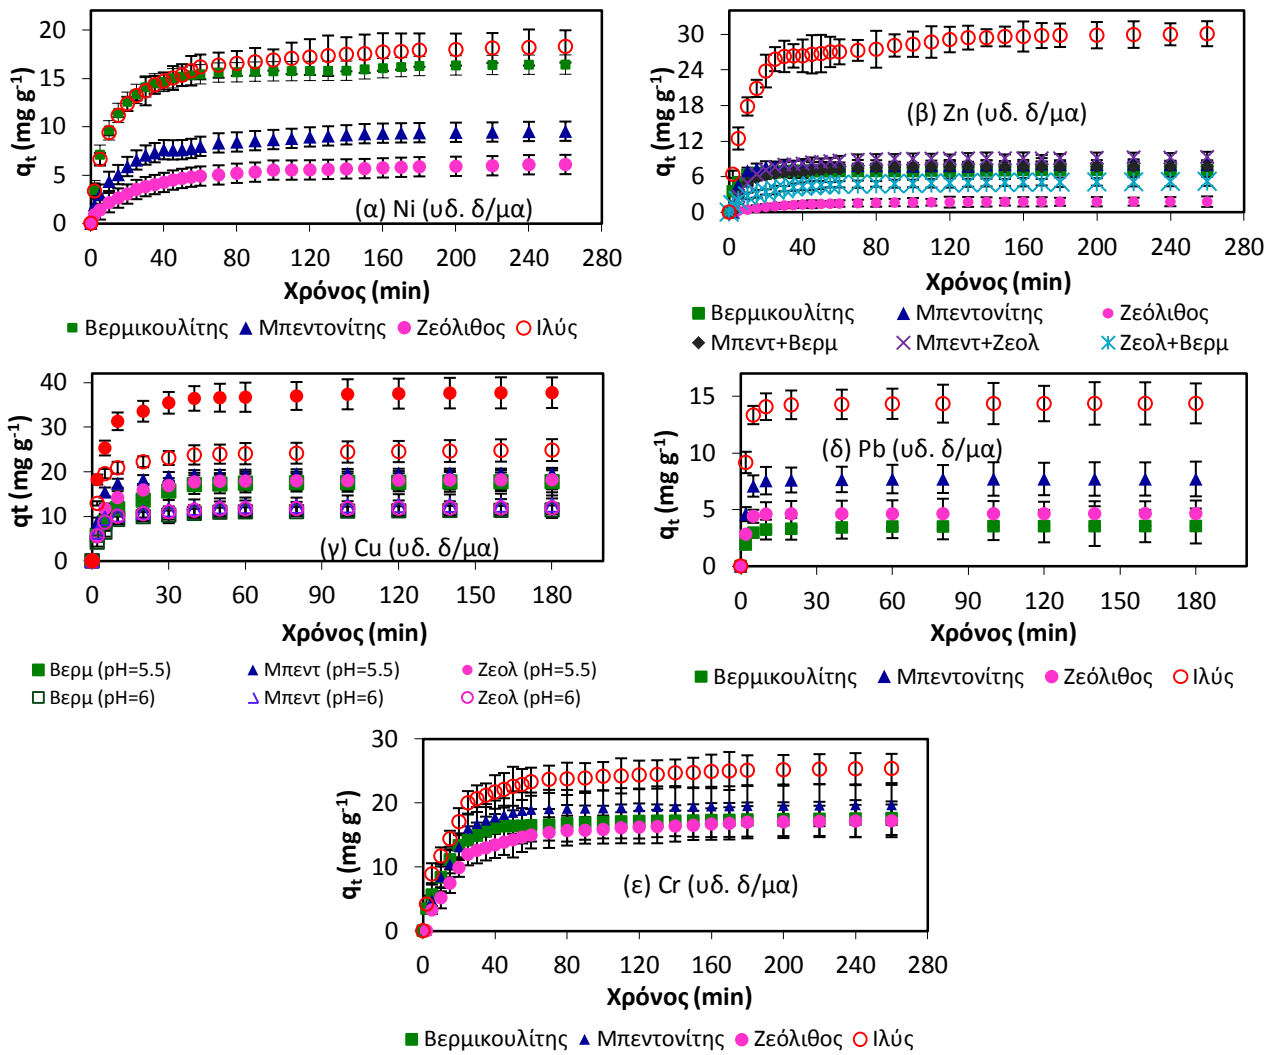 20
15
10
5
0
qt (mg g-1)
(α) Ni (υδ. δ/μα)
0 40 80 120 160 200 240 280
Χρόνος (min)
Βερμικουλίτης Μπεντονίτης Ζεόλιθος Ιλύς
30
24
18
12
6
0
qt (mg g-1)
(β) Zn (υδ. δ/μα)
0 40 80 120 160 200 240 280
Χρόνος (min)
Βερμικουλίτης Μπεντονίτης Ζεόλιθος
Μπεντ+Βερμ Μπεντ+Ζεολ Ζεολ+Βερμ
40
30
20
10
0
qt (mg g-1)
(γ) Cu (υδ. δ/μα)
0 30 60 90 120 150 180
Χρόνος (min)
Βερμ (pH=5.5) Μπεντ (pH=5.5) Ζεολ (pH=5.5)
Βερμ (pH=6) Μπεντ (pH=6) Ζεολ (pH=6)
15
10
5
0
qt (mg g-1)
(δ) Pb (υδ. δ/μα)
0 30 60 90 120 150 180
Χρόνος (min)
Βερμικουλίτης Μπεντονίτης Ζεόλιθος Ιλύς
30
20
10
0
qt (mg g-1)
(ε) Cr (υδ. δ/μα)
0 40 80 120 160 200 240 280
Χρόνος (min)
Βερμικουλίτης Μπεντονίτης Ζεόλιθος Ιλύς